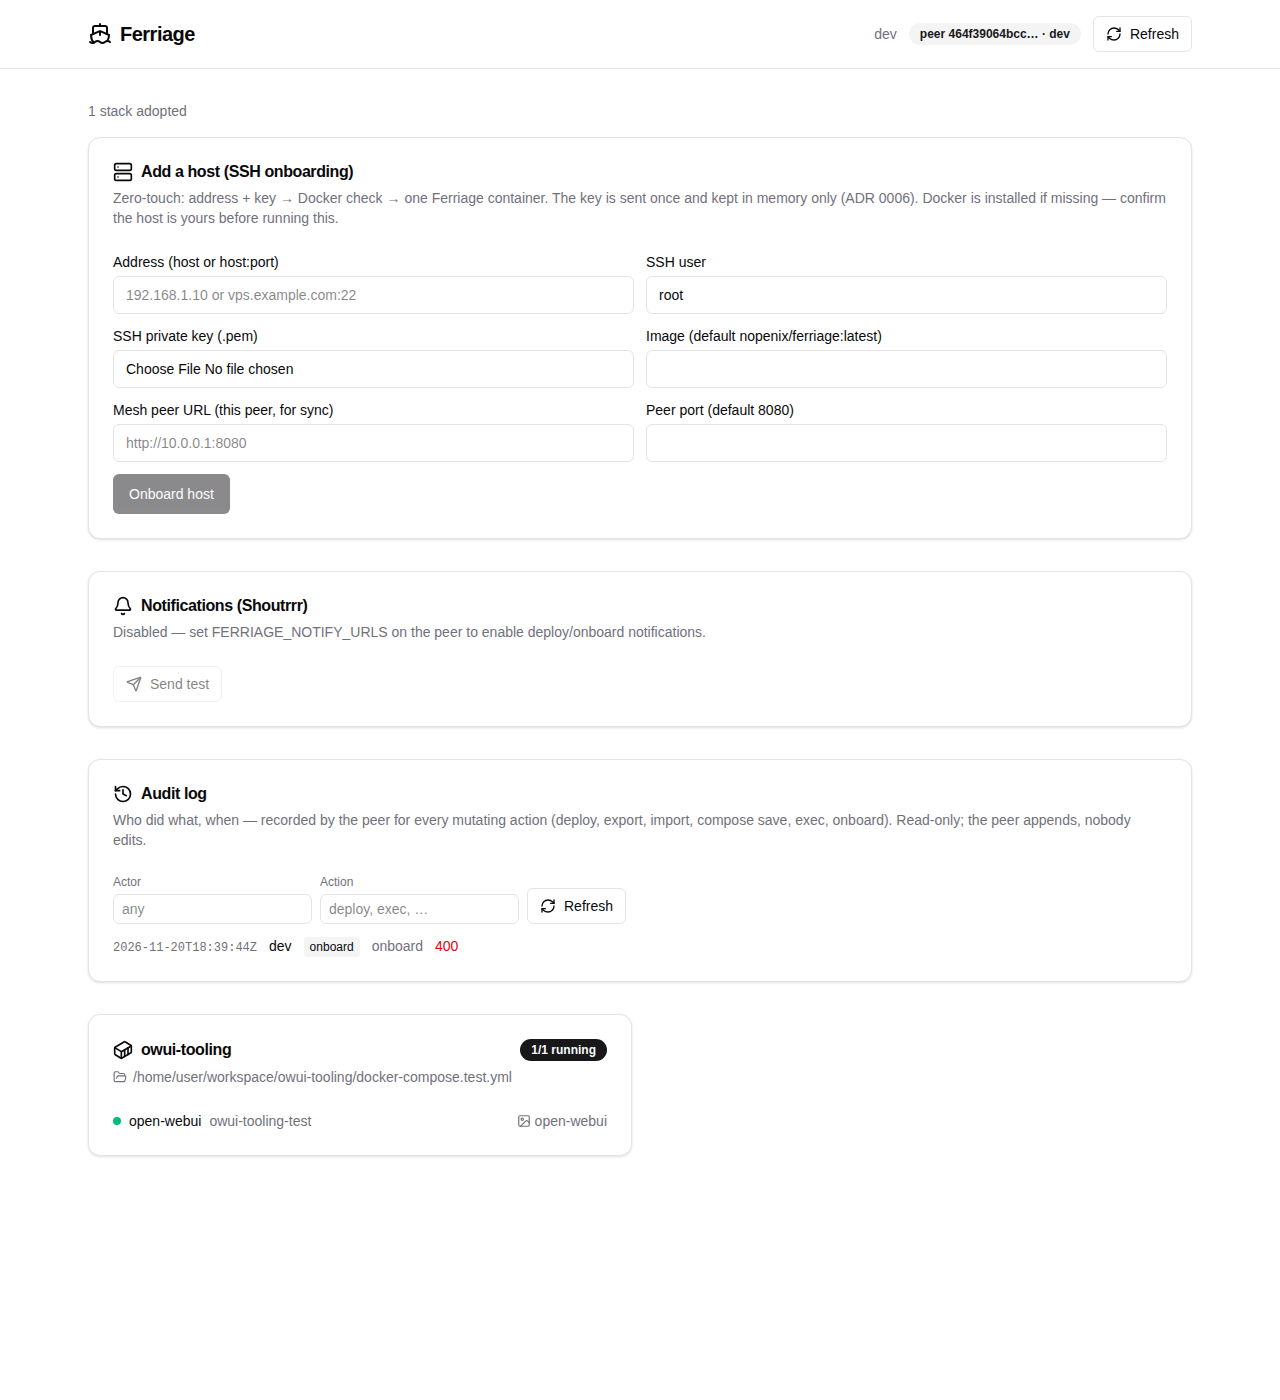 Ferriage
dev peer 464f39064bcc… · dev Refresh
1 stack adopted
Add a host (SSH onboarding)
Zero-touch: address + key → Docker check → one Ferriage container. The key is sent once and kept in memory only (ADR 0006). Docker is installed if missing — confirm
the host is yours before running this.
Address (host or host:port) SSH user
192.168.1.10 or vps.example.com:22 root
SSH private key (.pem) Image (default nopenix/ferriage:latest)
Choose File No file chosen
Mesh peer URL (this peer, for sync) Peer port (default 8080)
http://10.0.0.1:8080
Onboard host
Notifications (Shoutrrr)
Disabled — set FERRIAGE_NOTIFY_URLS on the peer to enable deploy/onboard notifications.
Send test
Audit log
Who did what, when — recorded by the peer for every mutating action (deploy, export, import, compose save, exec, onboard). Read-only; the peer appends, nobody
edits.
Actor Action
any deploy, exec, … Refresh
2026-11-20T18:39:44Z dev onboard onboard 400
owui-tooling 1/1 running
/home/user/workspace/owui-tooling/docker-compose.test.yml
open-webui owui-tooling-test open-webui